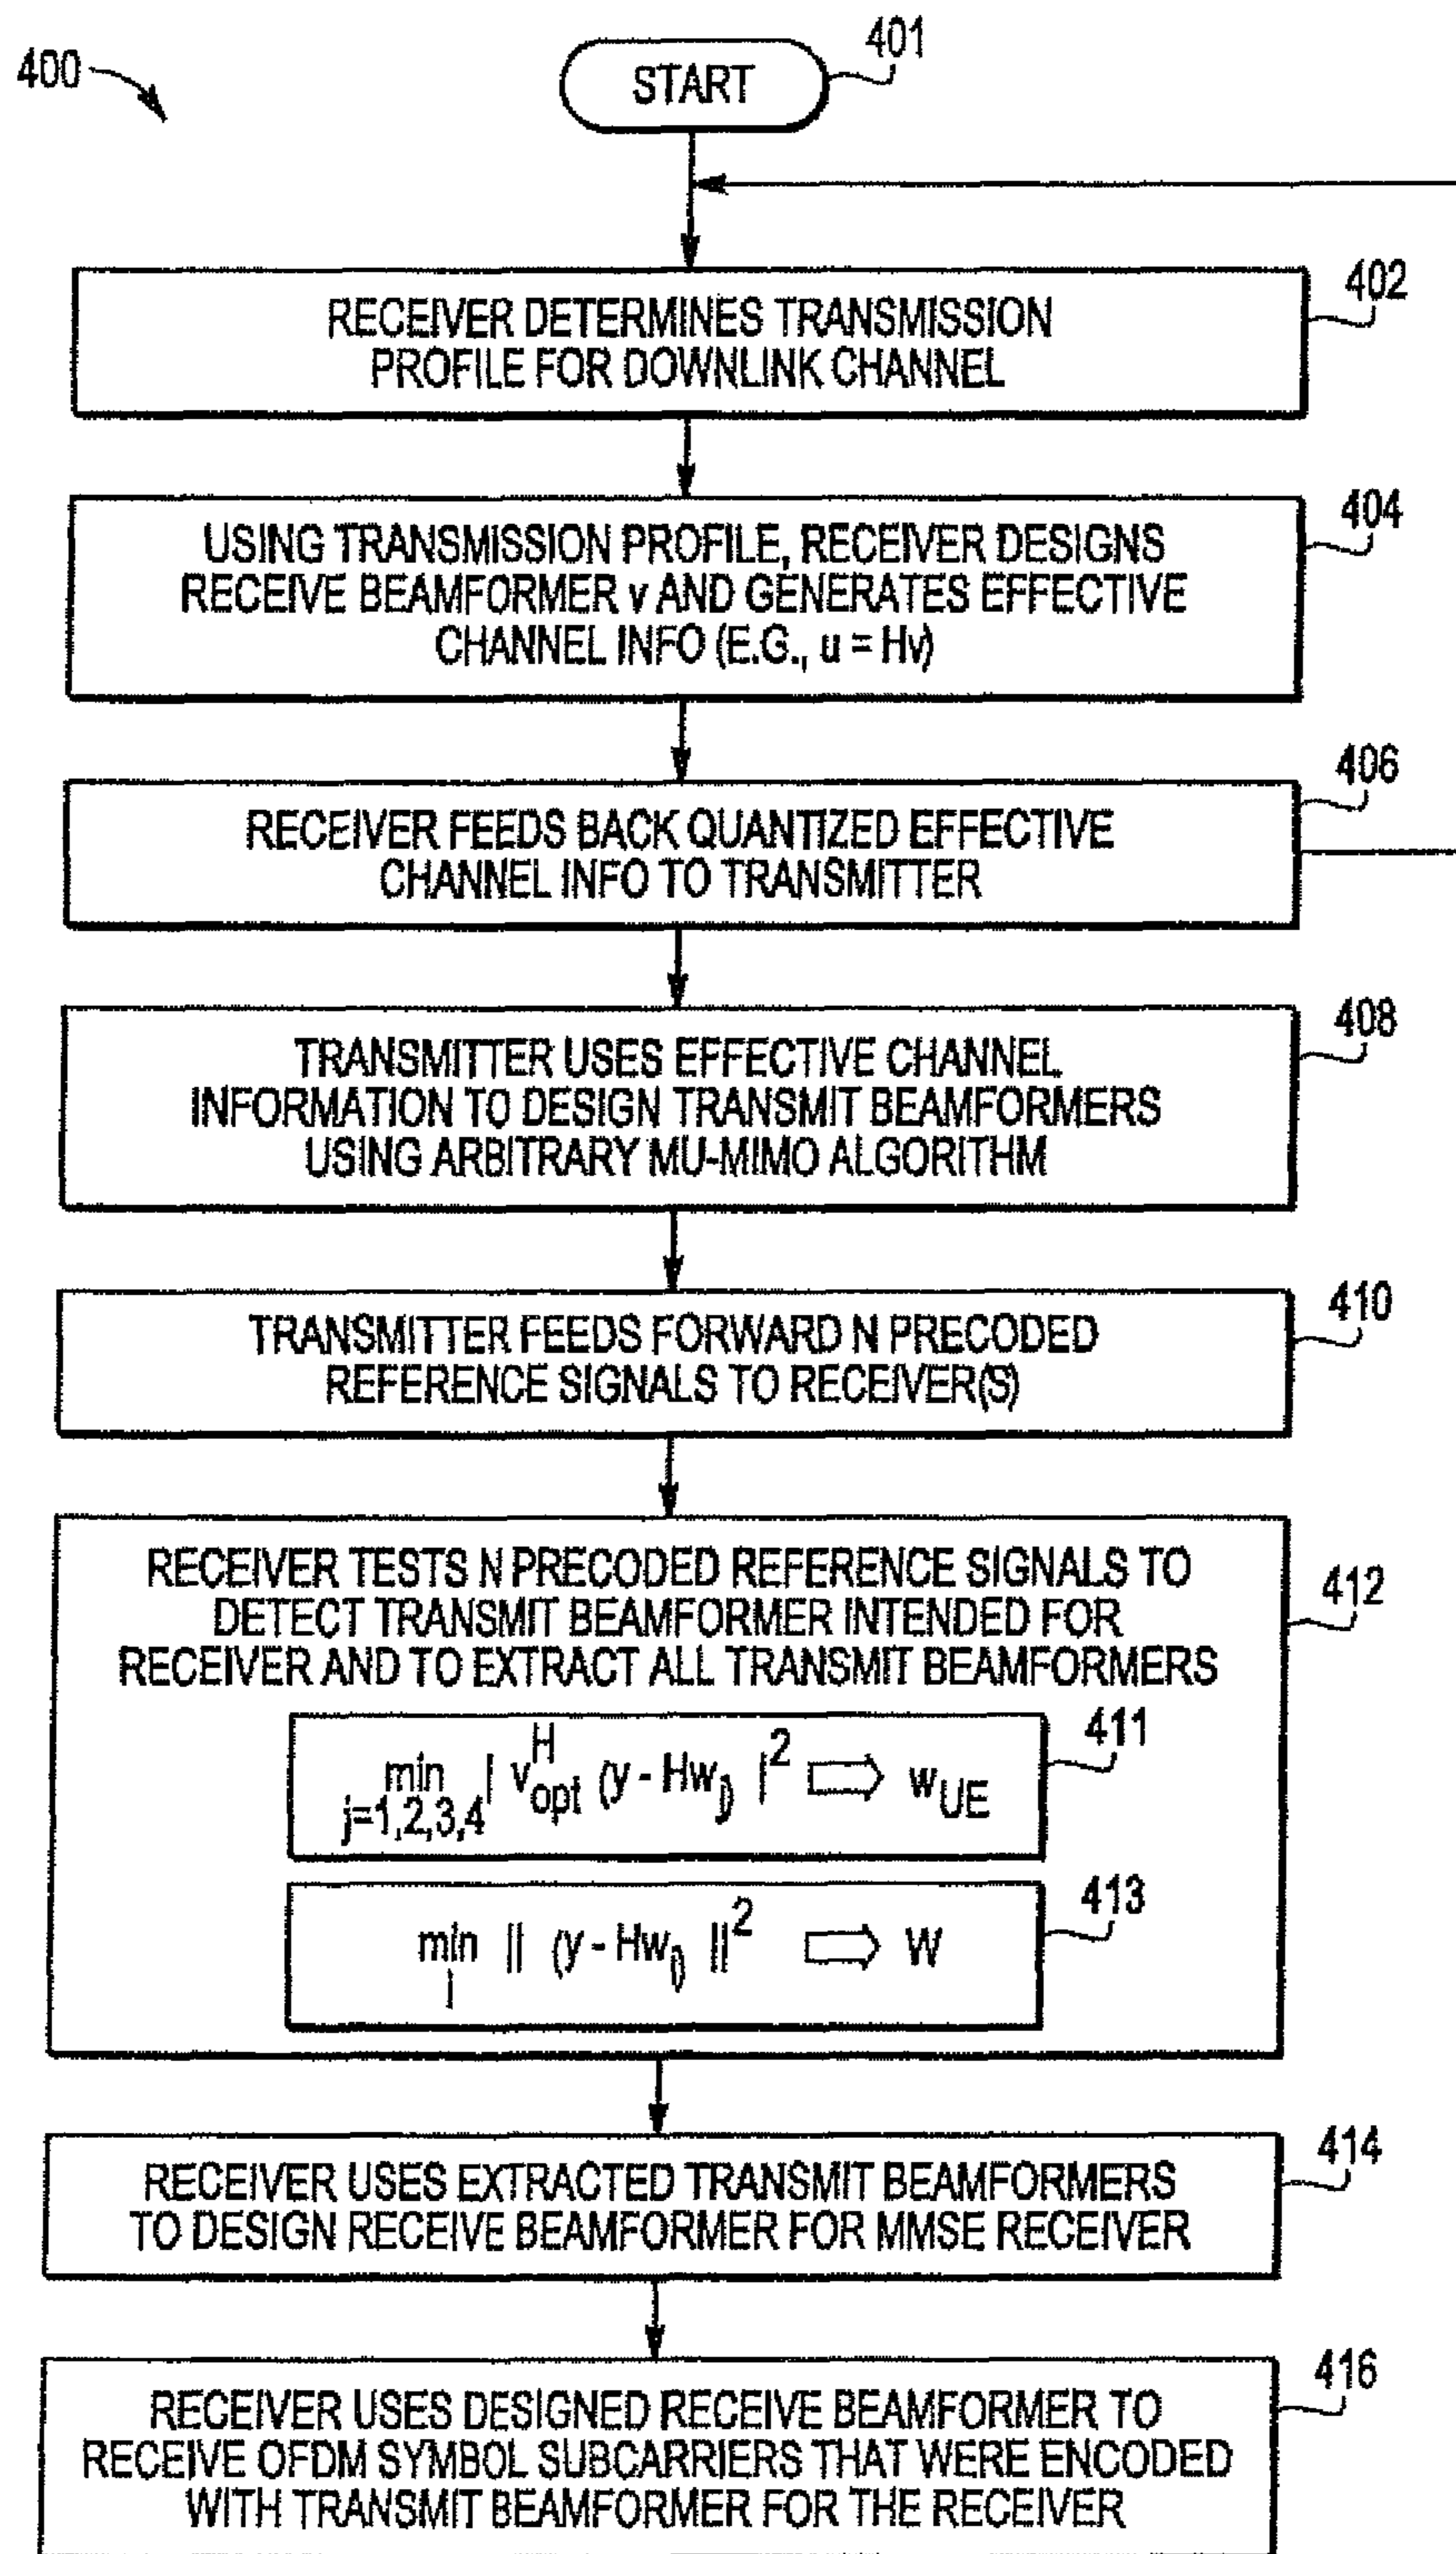 400
START
401
RECEIVER DETERMINES TRANSMISSION
PROFILE FOR DOWNLINK CHANNEL
402
USING TRANSMISSION PROFILE, RECEIVER DESIGNS
RECEIVE BEAMFORMER v AND GENERATES EFFECTIVE
CHANNEL INFO (E.G., u = Hv)
404
RECEIVER FEEDS BACK QUANTIZED EFFECTIVE
CHANNEL INFO TO TRANSMITTER
406
TRANSMITTER USES EFFECTIVE CHANNEL
INFORMATION TO DESIGN TRANSMIT BEAMFORMERS
USING ARBITRARY MU-MIMO ALGORITHM
408
TRANSMITTER FEEDS FORWARD N PRECODED
REFERENCE SIGNALS TO RECEIVER(S)
410
RECEIVER TESTS N PRECODED REFERENCE SIGNALS TO
DETECT TRANSMIT BEAMFORMER INTENDED FOR
RECEIVER AND TO EXTRACT ALL TRANSMIT BEAMFORMERS
412
min j=1,2,3,4 | v_opt^H (y - Hw_j) |^2 ⇨ w_UE
411
min_i || (y - Hw_i) ||^2 ⇨ W
413
RECEIVER USES EXTRACTED TRANSMIT BEAMFORMERS
TO DESIGN RECEIVE BEAMFORMER FOR MMSE RECEIVER
414
RECEIVER USES DESIGNED RECEIVE BEAMFORMER TO
RECEIVE OFDM SYMBOL SUBCARRIERS THAT WERE ENCODED
WITH TRANSMIT BEAMFORMER FOR THE RECEIVER
416